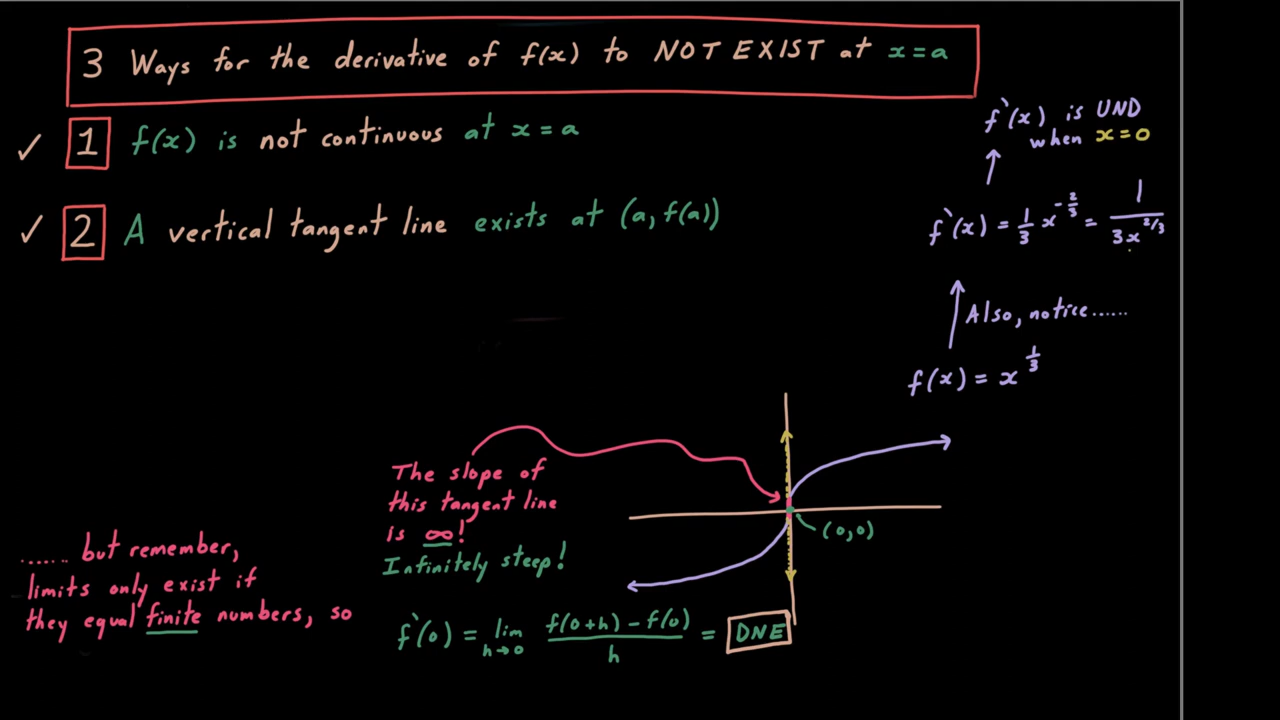 3 Ways for the derivative of f(x) to NOT EXIST at x=a
✓ 1 f(x) is not continuous at x=a
✓ 2 A vertical tangent line exists at (a, f(a))
f`(x) is UND
when x=0
f`(x) = 1/3 x^(-2/3) = 1/(3x^(2/3))
Also, notice......
f(x) = x^(1/3)
The slope of
this tangent line
is ∞!
Infinitely steep!
(0,0)
...... but remember,
limits only exist if
they equal finite numbers, so
f`(0) = lim h→0 (f(0+h) - f(0))/h = DNE